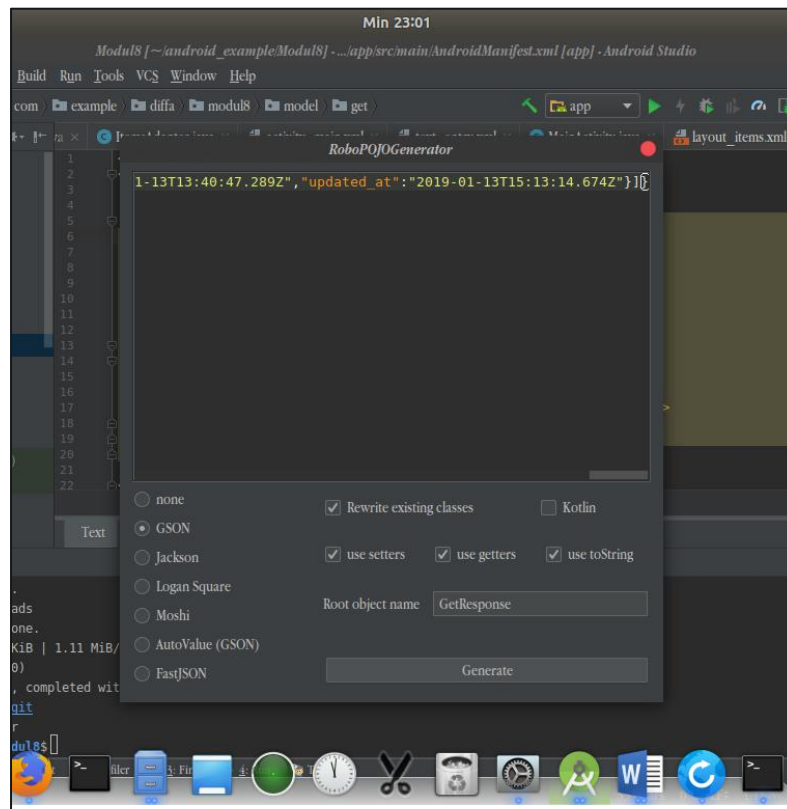 Min 23:01
Modul8 [~/android_example/Modul8] - .../app/src/main/AndroidManifest.xml [app] - Android Studio
Build Run Tools VCS Window Help
com example diffa modul8 model get app
layout_items.xml
RoboPOJOGenerator
1
2
3
4
5
6
7
8
9
10
11
12
13
14
15
16
17
18
19
20
21
22
1-13T13:40:47.289Z","updated_at":"2019-01-13T15:13:14.674Z"}]}
none
GSON
Jackson
Logan Square
Moshi
AutoValue (GSON)
FastJSON
Rewrite existing classes
Kotlin
use setters
use getters
use toString
Root object name
GetResponse
Generate
Text
ads
one.
KiB | 1.11 MiB/
0)
, completed wit
git
r
dul8$
filer